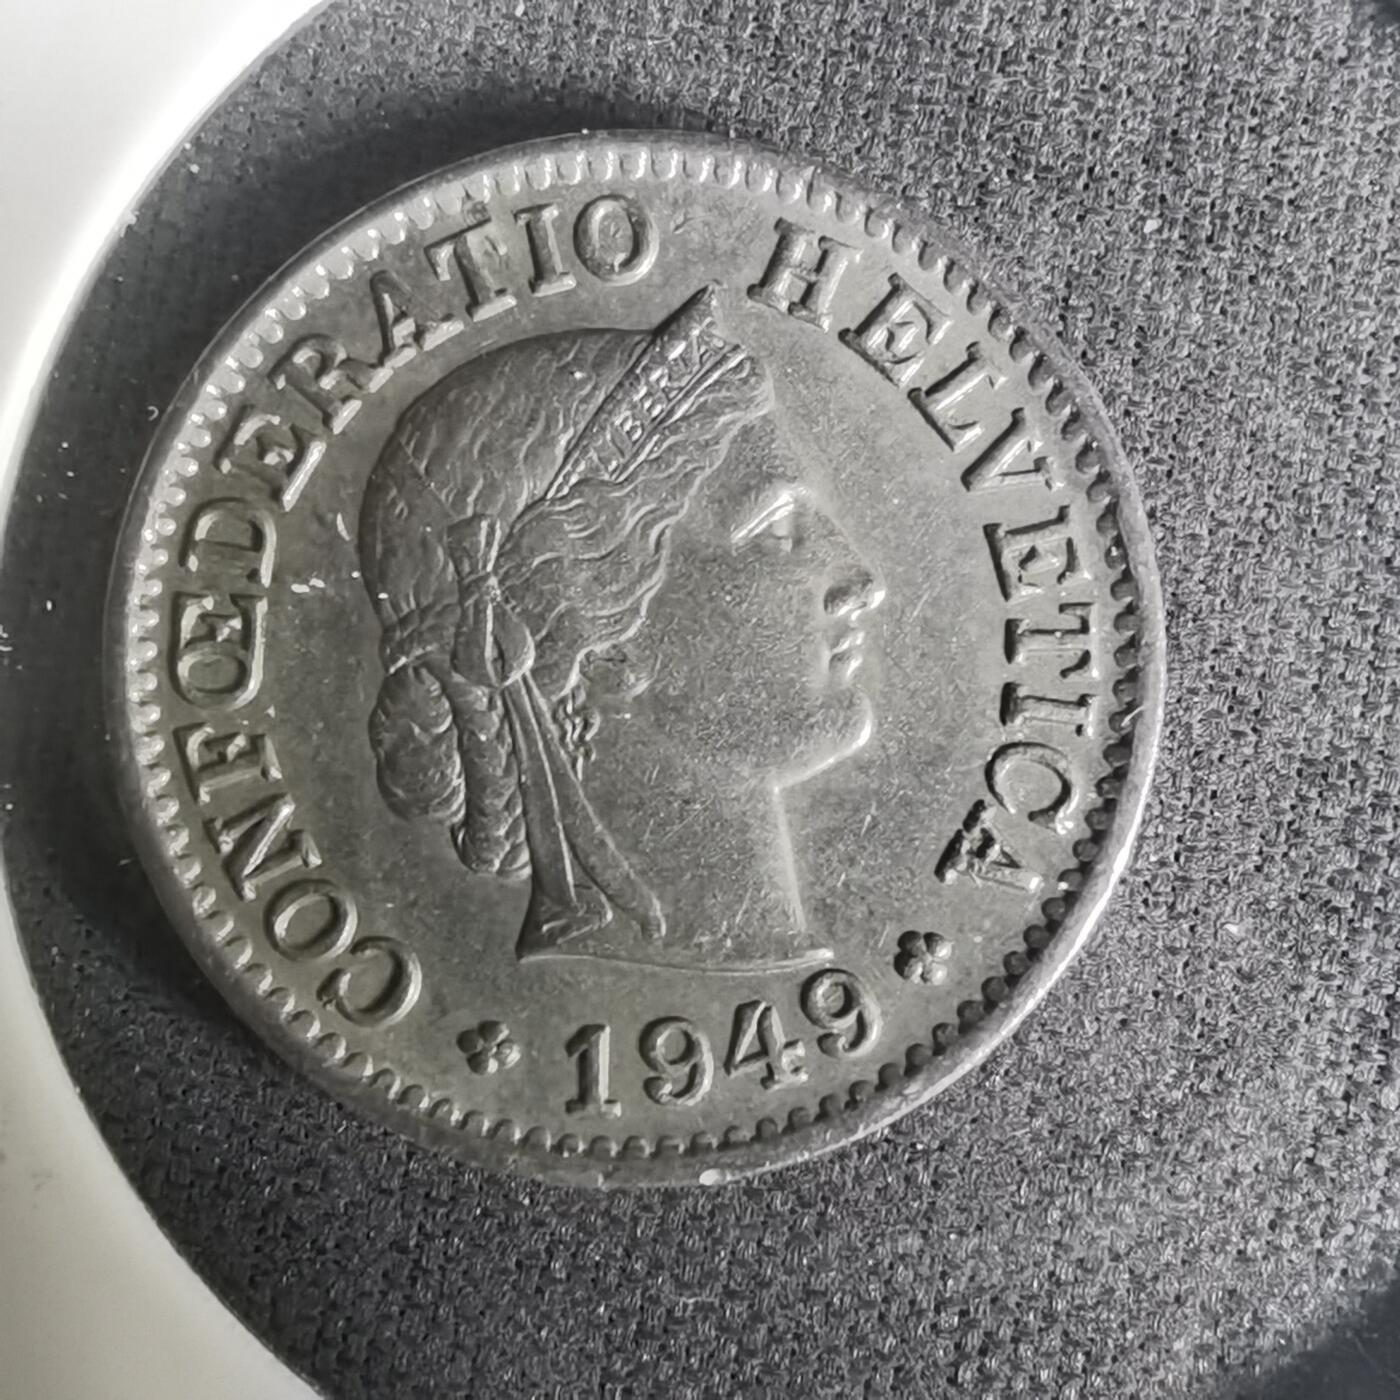 CONFŒDERATIO HELVETICA
LIBERTAS
1949